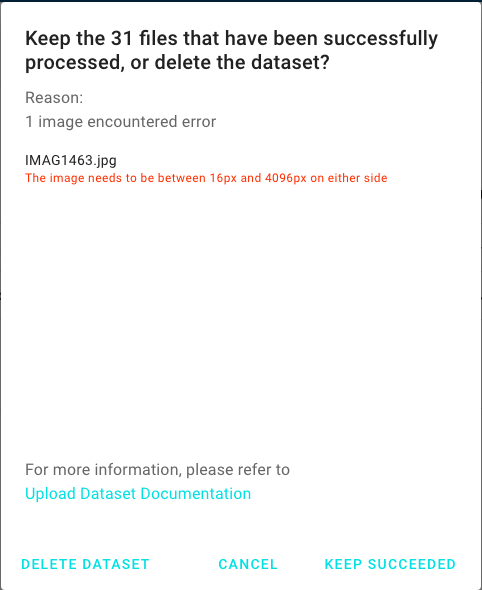 Keep the 31 files that have been successfully
processed, or delete the dataset?
Reason:
1 image encountered error
IMAG1463.jpg
The image needs to be between 16px and 4096px on either side
For more information, please refer to
Upload Dataset Documentation
DELETE DATASET CANCEL KEEP SUCCEEDED